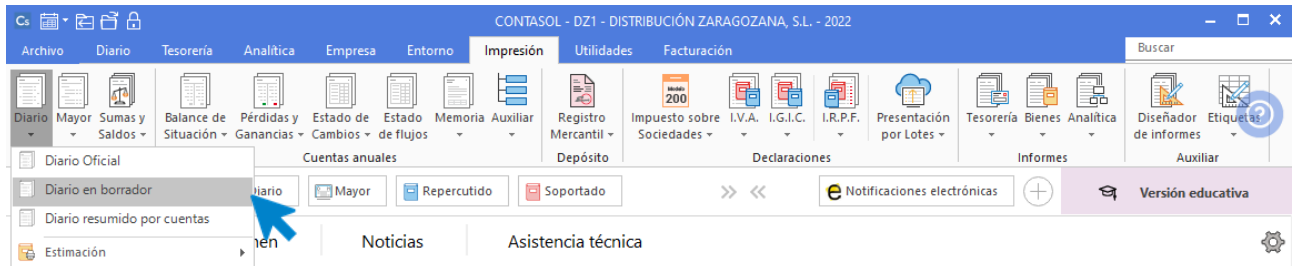 Cs CONTASOL - DZ1 - DISTRIBUCIÓN ZARAGOZANA, S.L. - 2022
Archivo Diario Tesorería Analítica Empresa Entorno Impresión Utilidades Facturación Buscar
Diario Mayor Sumas y Saldos Balance de Situación Pérdidas y Ganancias Estado de Cambios Estado de flujos Memoria Auxiliar Registro Mercantil Modelo 200 Impuesto sobre Sociedades I.V.A. I.G.I.C. I.R.P.F. Presentación por Lotes Tesorería Bienes Analítica Diseñador de informes Etiquetas ?
Cuentas anuales Depósito Declaraciones Informes Auxiliar
Diario Oficial
Diario en borrador
Diario resumido por cuentas
Estimación
Diario Mayor Repercutido Soportado Notificaciones electrónicas Versión educativa
Noticias Asistencia técnica